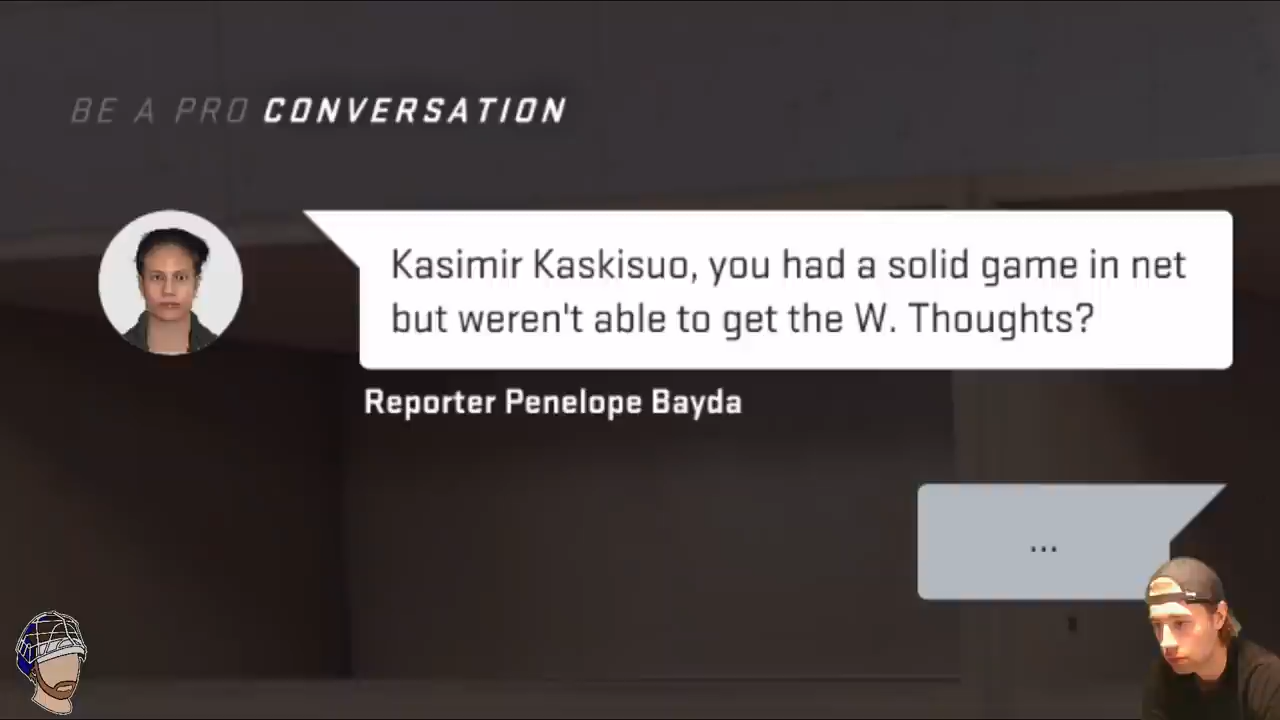 BE A PRO CONVERSATION
Kasimir Kaskisuo, you had a solid game in net
but weren't able to get the W. Thoughts?
Reporter Penelope Bayda
...